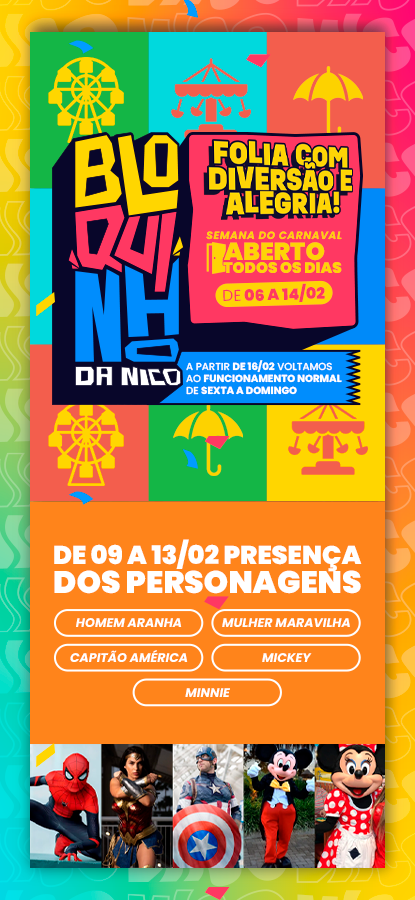 BLO
QUI
NHO
DA NICO
FOLIA COM
DIVERSÃO E
ALEGRIA!
SEMANA DO CARNAVAL
ABERTO
TODOS OS DIAS
DE 06 A 14/02
A PARTIR DE 16/02 VOLTAMOS
AO FUNCIONAMENTO NORMAL
DE SEXTA A DOMINGO
DE 09 A 13/02 PRESENÇA
DOS PERSONAGENS
HOMEM ARANHA
MULHER MARAVILHA
CAPITÃO AMÉRICA
MICKEY
MINNIE